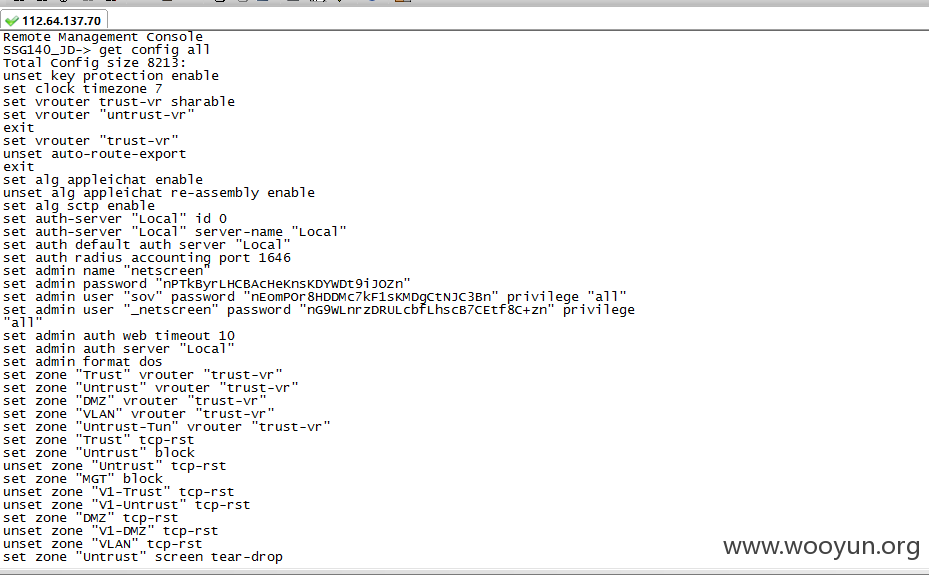 112.64.137.70
Remote Management Console
SSG140_JD-> get config all
Total Config size 8213:
unset key protection enable
set clock timezone 7
set vrouter trust-vr sharable
set vrouter "untrust-vr"
exit
set vrouter "trust-vr"
unset auto-route-export
exit
set alg appleichat enable
unset alg appleichat re-assembly enable
set alg sctp enable
set auth-server "Local" id 0
set auth-server "Local" server-name "Local"
set auth default auth server "Local"
set auth radius accounting port 1646
set admin name "netscreen"
set admin password "nPTkByrLHCBAcHeKnsKDYWDt9iJOZn"
set admin user "sov" password "nEomPOr8HDDMc7kF1sKMDgCtNJC3Bn" privilege "all"
set admin user "_netscreen" password "nG9WLnrzDRULcbfLhscB7CEtf8C+zn" privilege
"all"
set admin auth web timeout 10
set admin auth server "Local"
set admin format dos
set zone "Trust" vrouter "trust-vr"
set zone "Untrust" vrouter "trust-vr"
set zone "DMZ" vrouter "trust-vr"
set zone "VLAN" vrouter "trust-vr"
set zone "Untrust-Tun" vrouter "trust-vr"
set zone "Trust" tcp-rst
set zone "Untrust" block
unset zone "Untrust" tcp-rst
set zone "MGT" block
unset zone "V1-Trust" tcp-rst
unset zone "V1-Untrust" tcp-rst
set zone "DMZ" tcp-rst
unset zone "V1-DMZ" tcp-rst
unset zone "VLAN" tcp-rst
set zone "Untrust" screen tear-drop
www.wooyun.org